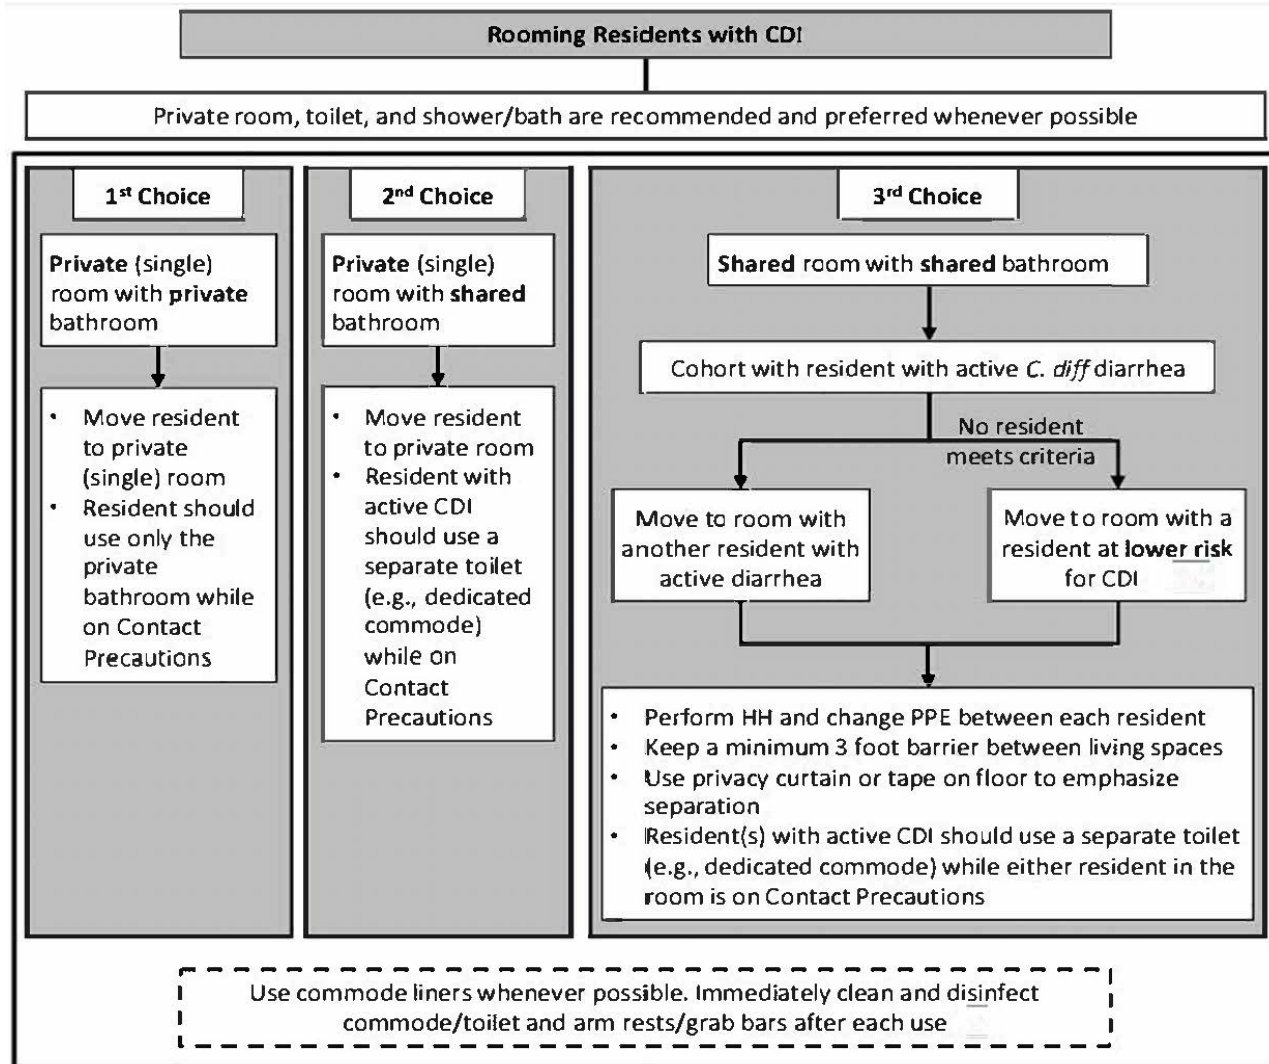 Rooming Residents with CDI
Private room, toilet, and shower/bath are recommended and preferred whenever possible
1st Choice
Private (single)
room with private
bathroom
• Move resident
to private
(single) room
• Resident should
use only the
private
bathroom while
on Contact
Precautions
2nd Choice
Private (single)
room with shared
bathroom
• Move resident
to private room
• Resident with
active CDI
should use a
separate toilet
(e.g., dedicated
commode)
while on
Contact
Precautions
3rd Choice
Shared room with shared bathroom
Cohort with resident with active C. diff diarrhea
No resident
meets criteria
Move to room with
another resident with
active diarrhea
Move to room with a
resident at lower risk
for CDI
• Perform HH and change PPE between each resident
• Keep a minimum 3 foot barrier between living spaces
• Use privacy curtain or tape on floor to emphasize
separation
• Resident(s) with active CDI should use a separate toilet
(e.g., dedicated commode) while either resident in the
room is on Contact Precautions
Use commode liners whenever possible. Immediately clean and disinfect
commode/toilet and arm rests/grab bars after each use